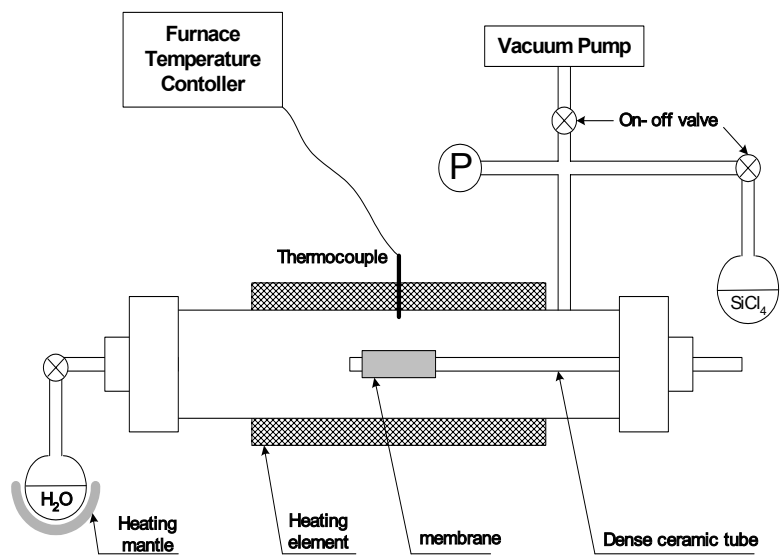 Furnace
Temperature
Contoller
Vacuum Pump
On- off valve
P
Thermocouple
SiCl4
H2O
Heating
mantle
Heating
element
membrane
Dense ceramic tube